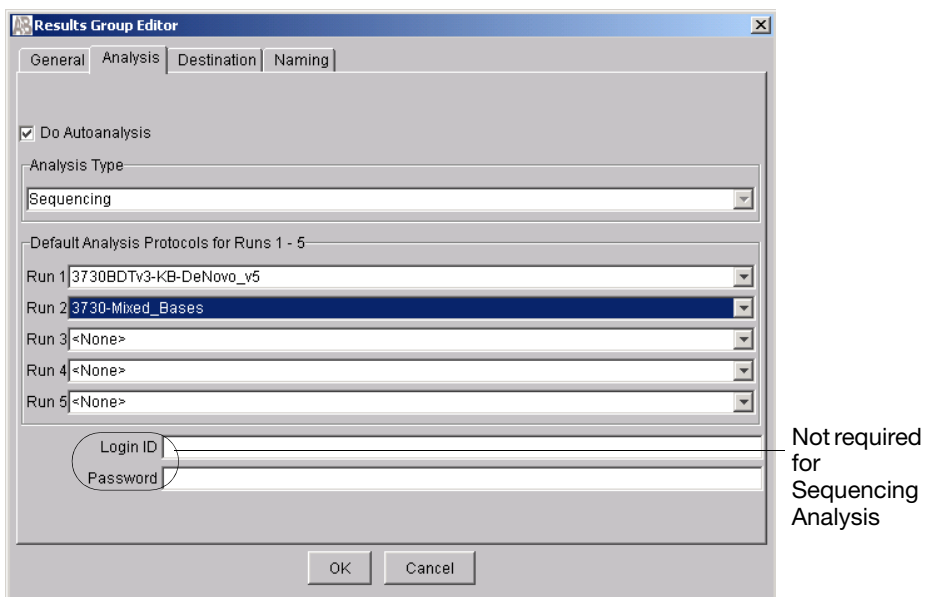 AB Results Group Editor
General Analysis Destination Naming
Do Autoanalysis
Analysis Type
Sequencing
Default Analysis Protocols for Runs 1 - 5
Run 1 3730BDTv3-KB-DeNovo_v5
Run 2 3730-Mixed_Bases
Run 3 <None>
Run 4 <None>
Run 5 <None>
Login ID
Password
Not required
for
Sequencing
Analysis
OK Cancel